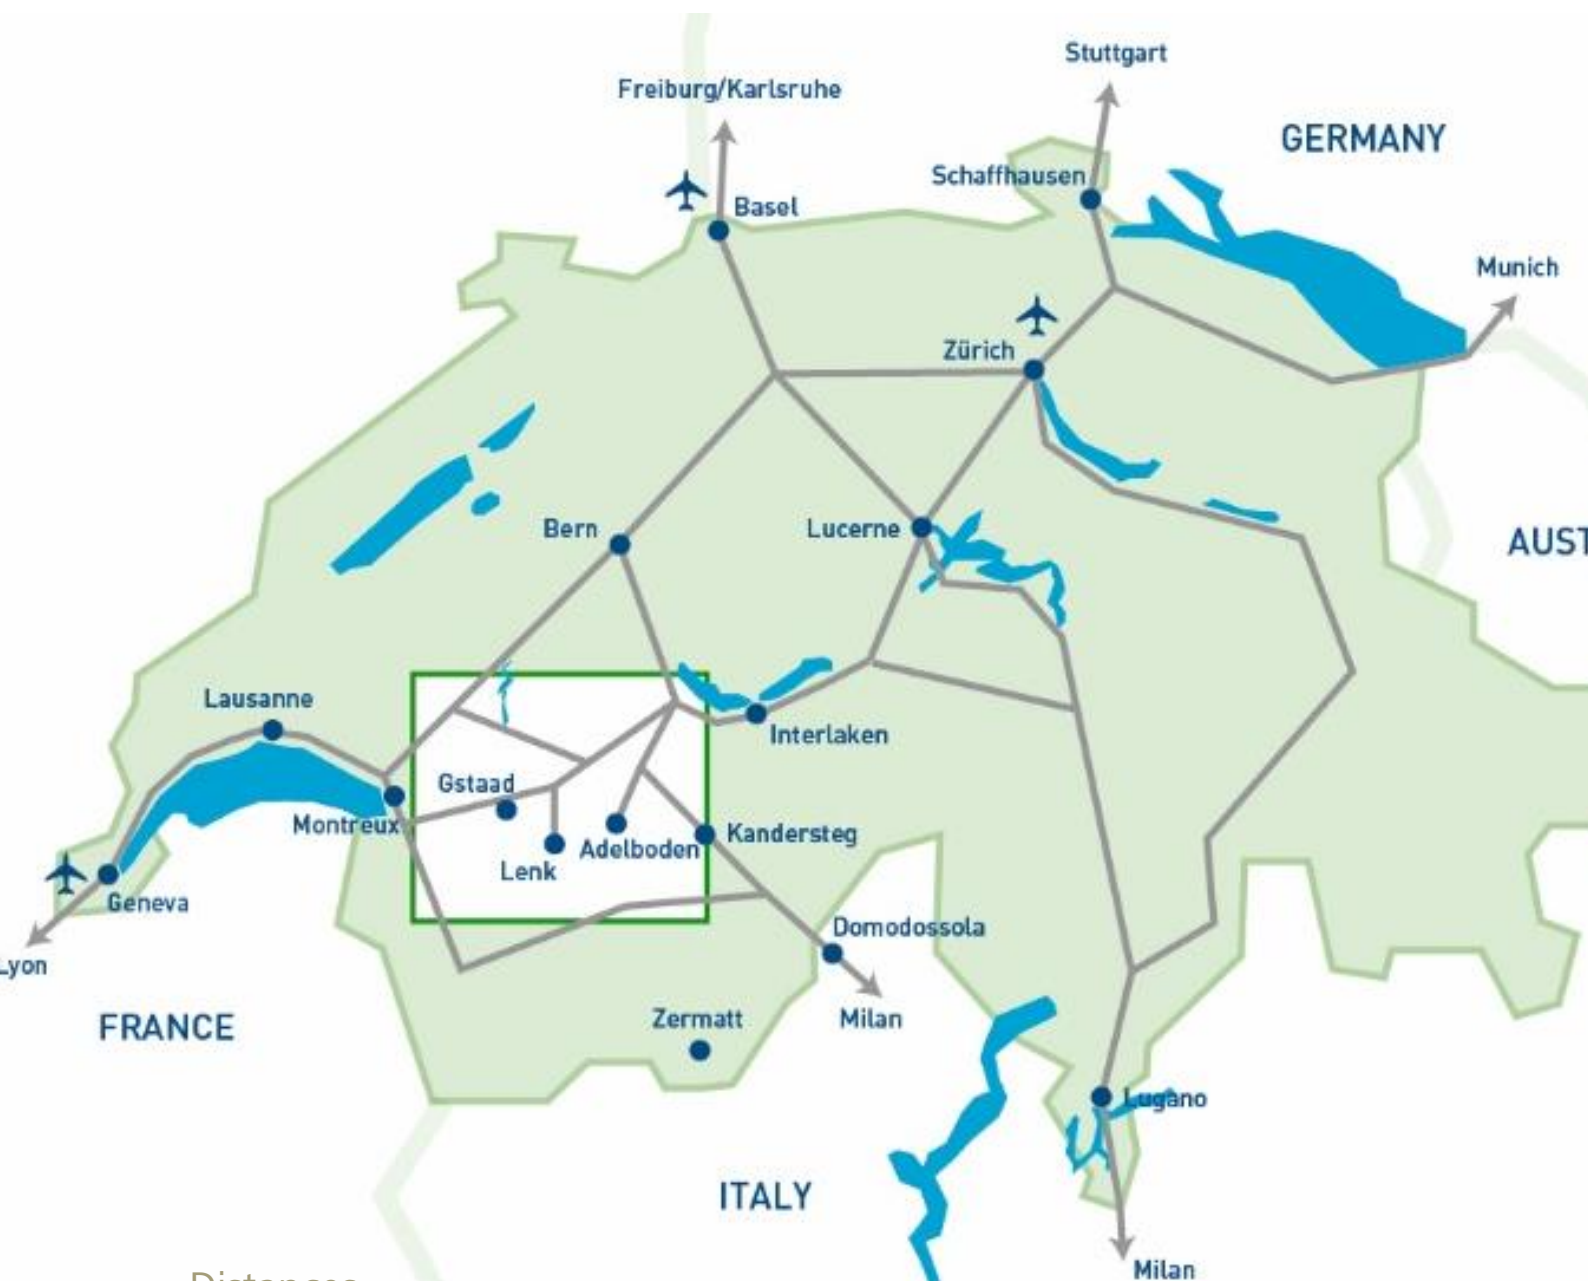 Stuttgart
Freiburg/Karlsruhe
GERMANY
Schaffhausen
Basel
Munich
Zürich
Bern
Lucerne
AUST
Lausanne
Interlaken
Gstaad
Montreux
Kandersteg
Adelboden
Lenk
Geneva
Domodossola
Lyon
FRANCE
Zermatt
Milan
Lugano
ITALY
Milan
Distances